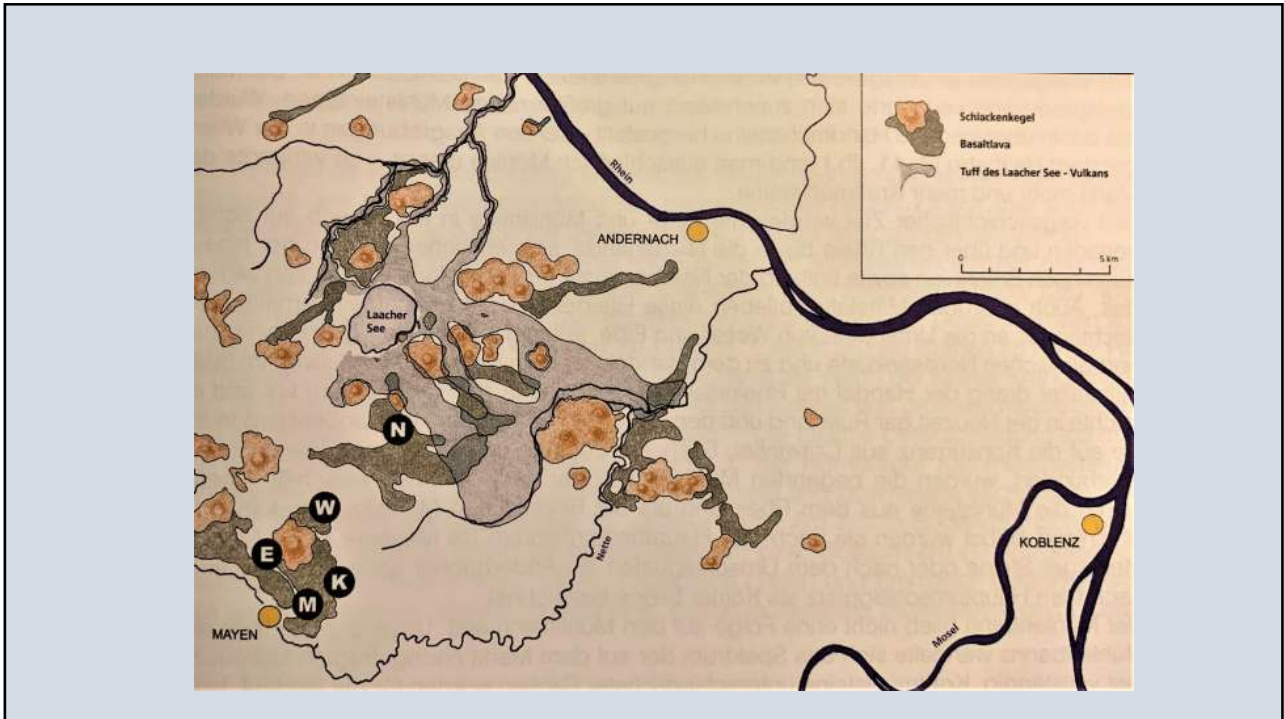 Schlackenkegel
Basaltlava
Tuff des Laacher See - Vulkans
0
5 km
Rhein
ANDERNACH
Laacher
See
N
W
E
K
M
MAYEN
Nette
KOBLENZ
Mosel